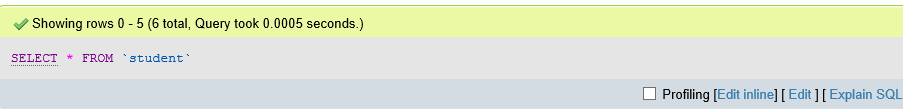 Showing rows 0 - 5 (6 total, Query took 0.0005 seconds.)
SELECT * FROM `student`
Profiling [Edit inline] [ Edit ] [ Explain SQL